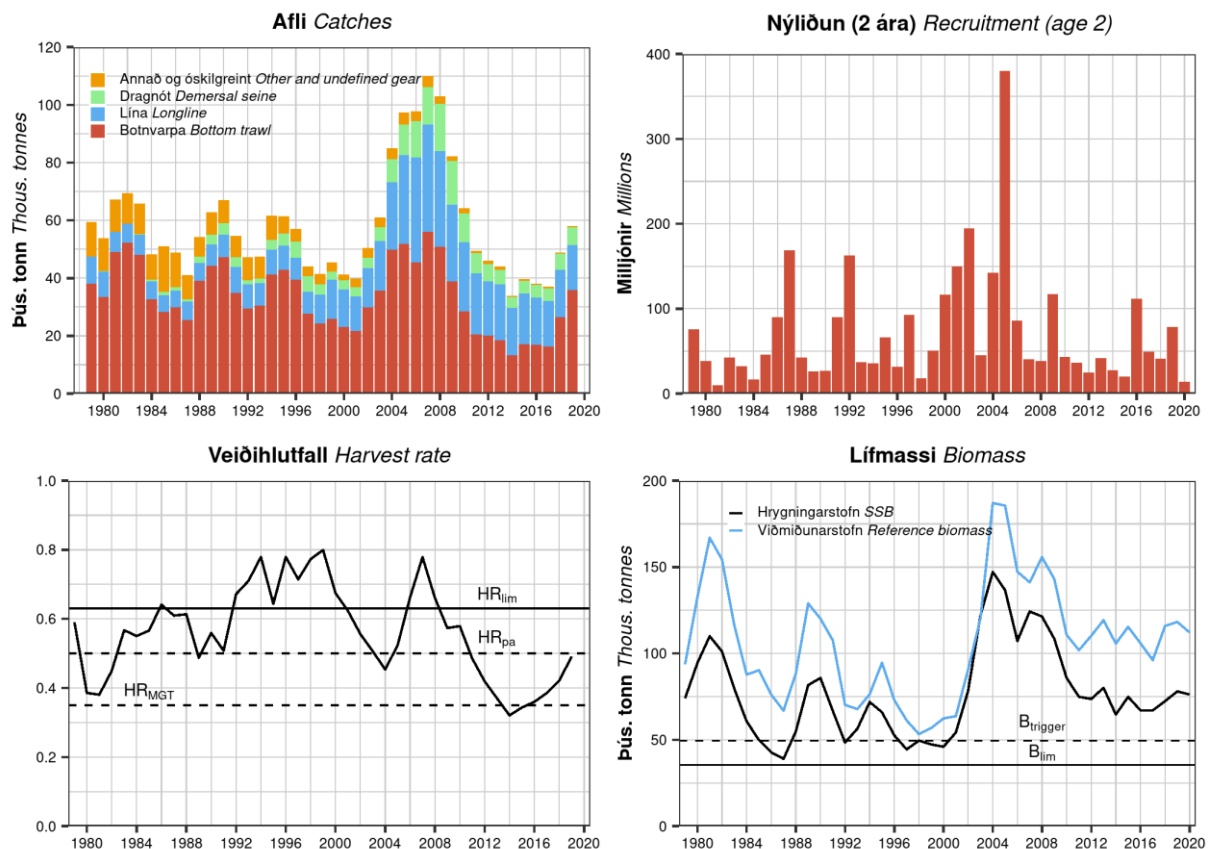 Afli Catches
Þús. tonn Thous. tonnes
120
100
80
60
40
20
0
Annað og óskilgreint Other and undefined gear
Dragnót Demersal seine
Lína Longline
Botnvarpa Bottom trawl
1980 1984 1988 1992 1996 2000 2004 2008 2012 2016 2020
Nýliðun (2 ára) Recruitment (age 2)
Milljónir Millions
400
300
200
100
0
1980 1984 1988 1992 1996 2000 2004 2008 2012 2016 2020
Veiðihlutfall Harvest rate
1.0
0.8
0.6
0.4
0.2
0.0
HRlim
HRpa
HRMGT
1980 1984 1988 1992 1996 2000 2004 2008 2012 2016 2020
Lífmassi Biomass
Þús. tonn Thous. tonnes
200
150
100
50
0
Hrygningarstofn SSB
Viðmiðunarstofn Reference biomass
Btrigger
Blim
1980 1984 1988 1992 1996 2000 2004 2008 2012 2016 2020